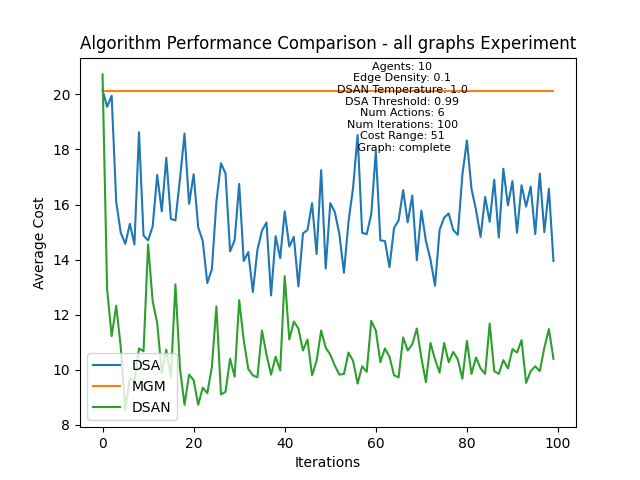 Algorithm Performance Comparison - all graphs Experiment
Agents: 10
Edge Density: 0.1
DSAN Temperature: 1.0
DSA Threshold: 0.99
Num Actions: 6
Num Iterations: 100
Cost Range: 51
Graph: complete
Average Cost
20
18
16
14
12
10
8
DSA
MGM
DSAN
0
20
40
60
80
100
Iterations